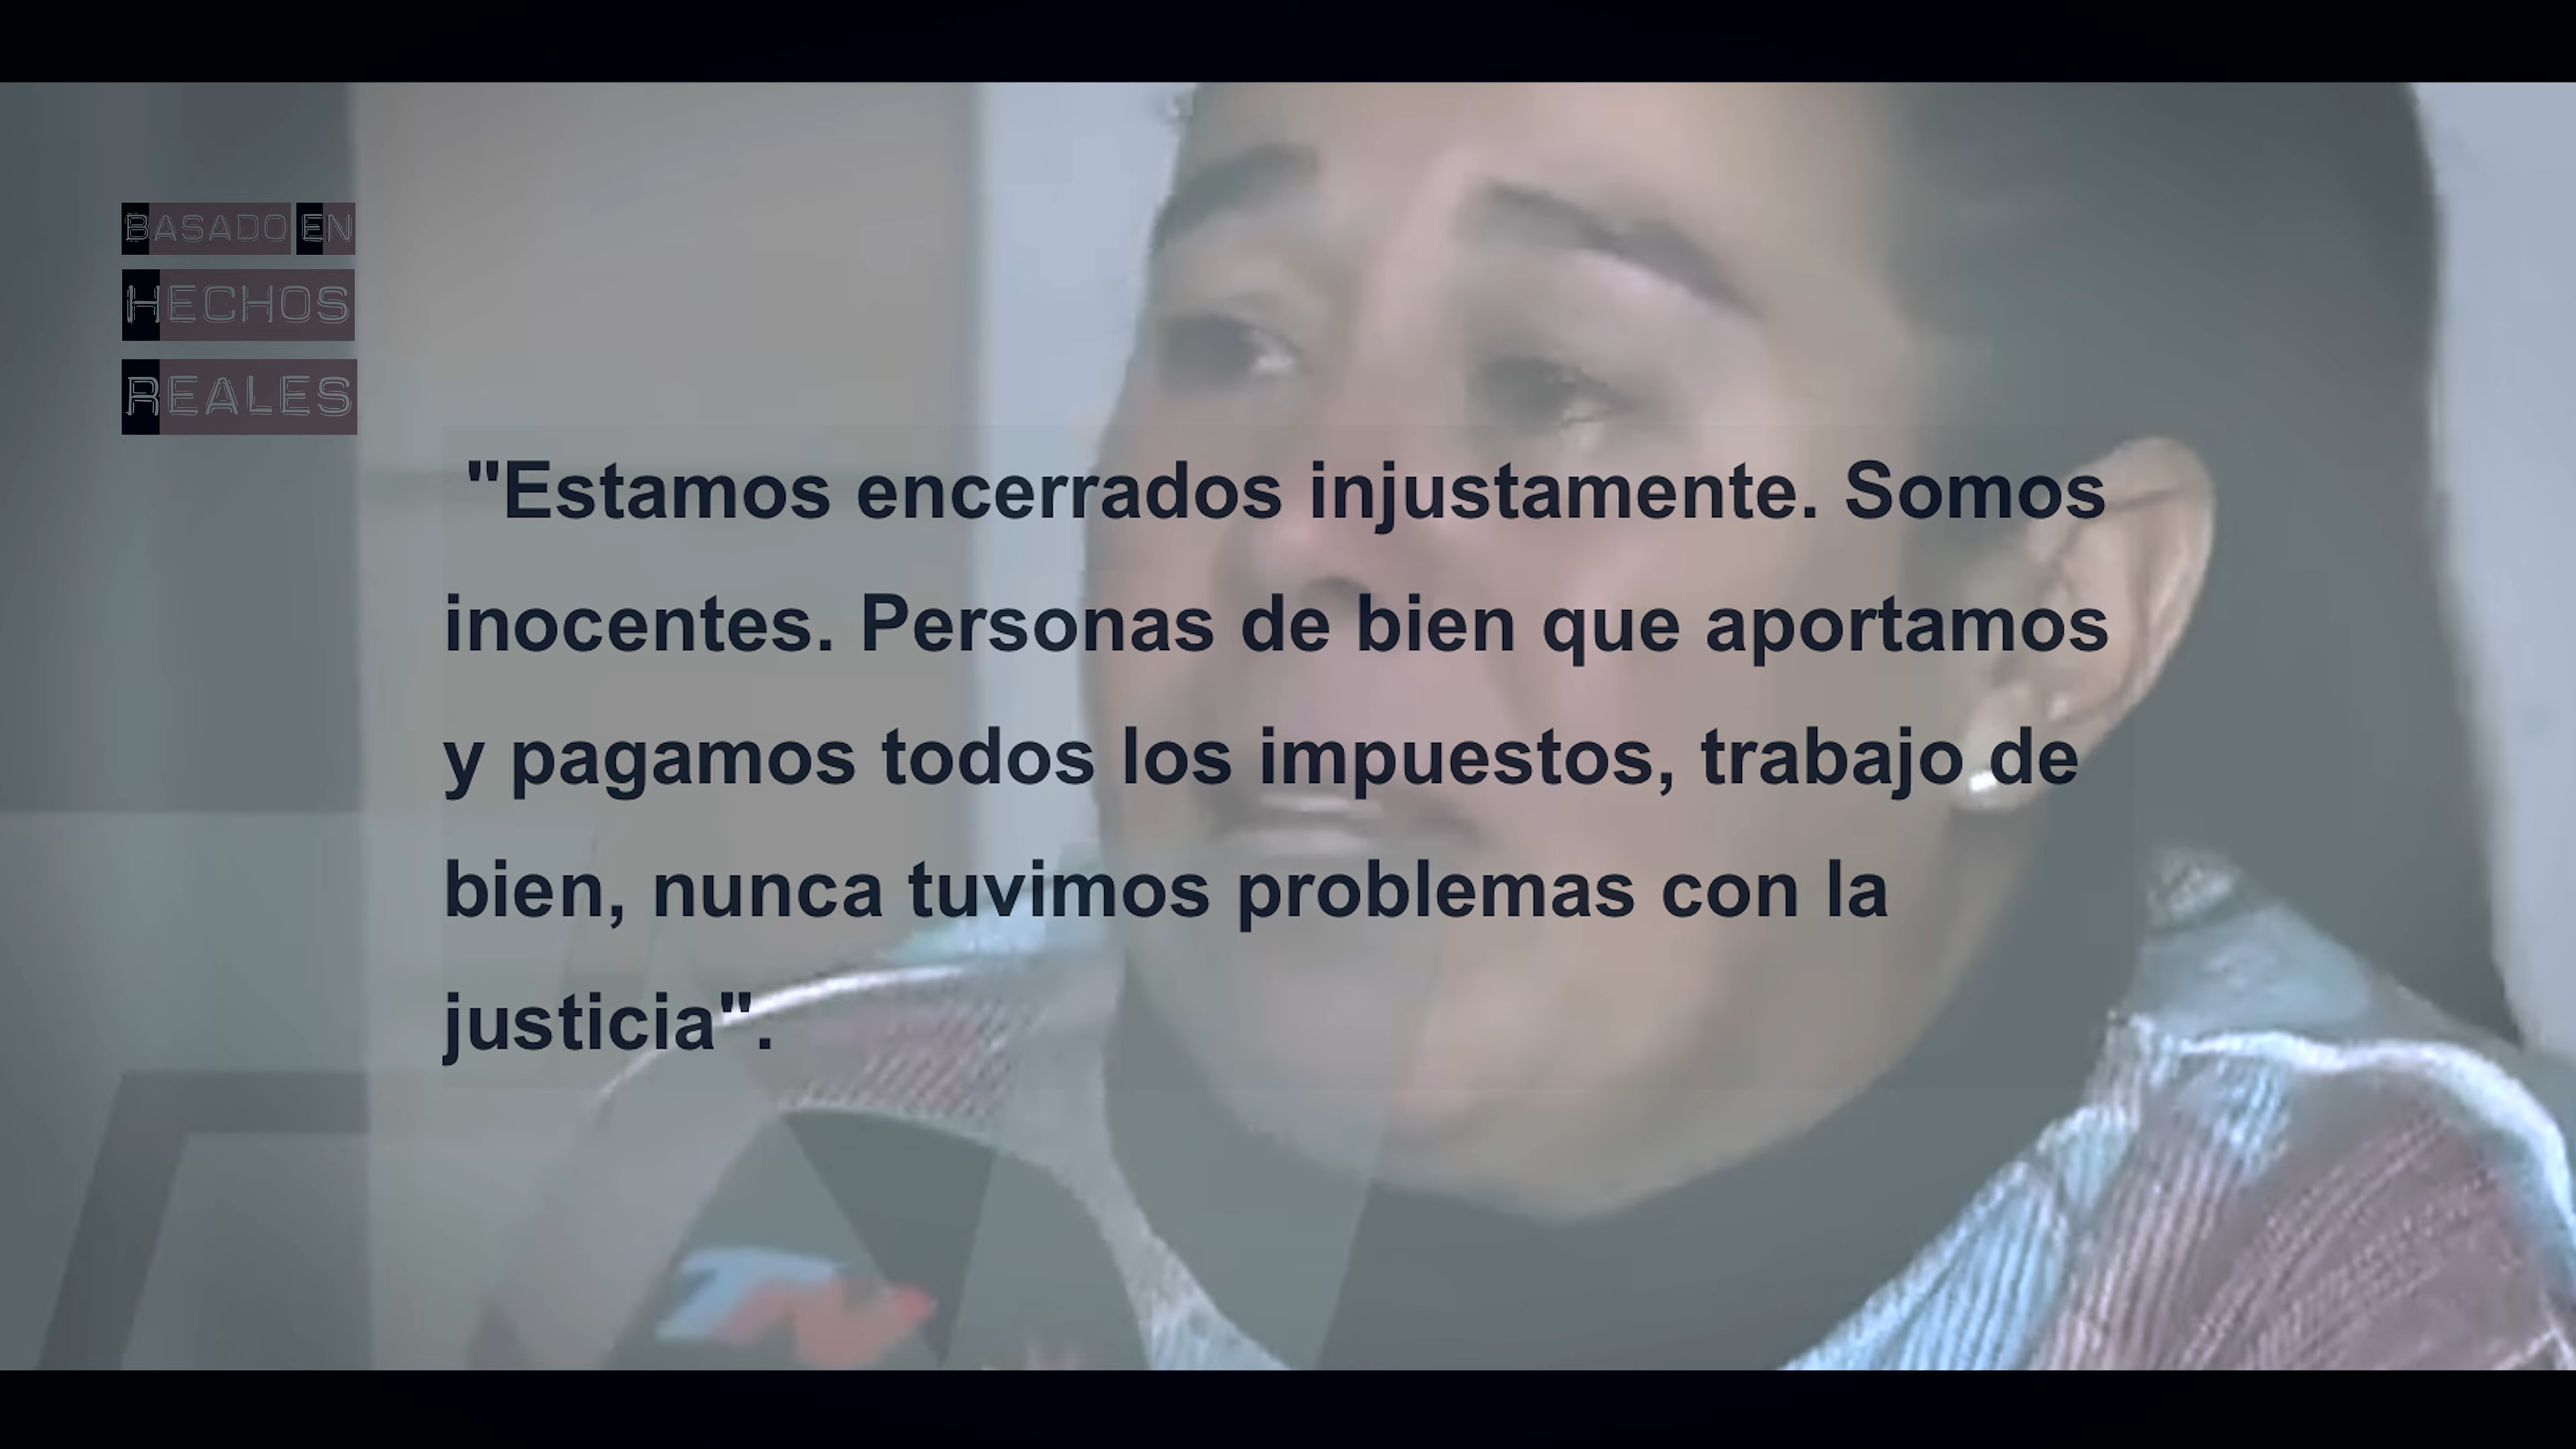 BASADO EN
HECHOS
REALES
"Estamos encerrados injustamente. Somos
inocentes. Personas de bien que aportamos
y pagamos todos los impuestos, trabajo de
bien, nunca tuvimos problemas con la
justicia".
TN